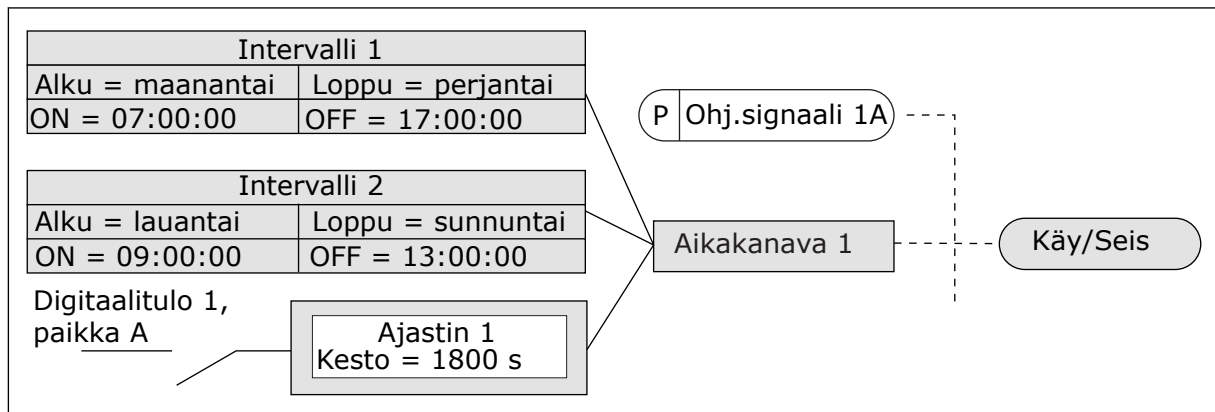 Intervalli 1
Alku = maanantai Loppu = perjantai
ON = 07:00:00 OFF = 17:00:00
P Ohj.signaali 1A
Intervalli 2
Alku = lauantai Loppu = sunnuntai
ON = 09:00:00 OFF = 13:00:00
Aikakanava 1
Käy/Seis
Digitaalitulo 1,
paikka A
Ajastin 1
Kesto = 1800 s